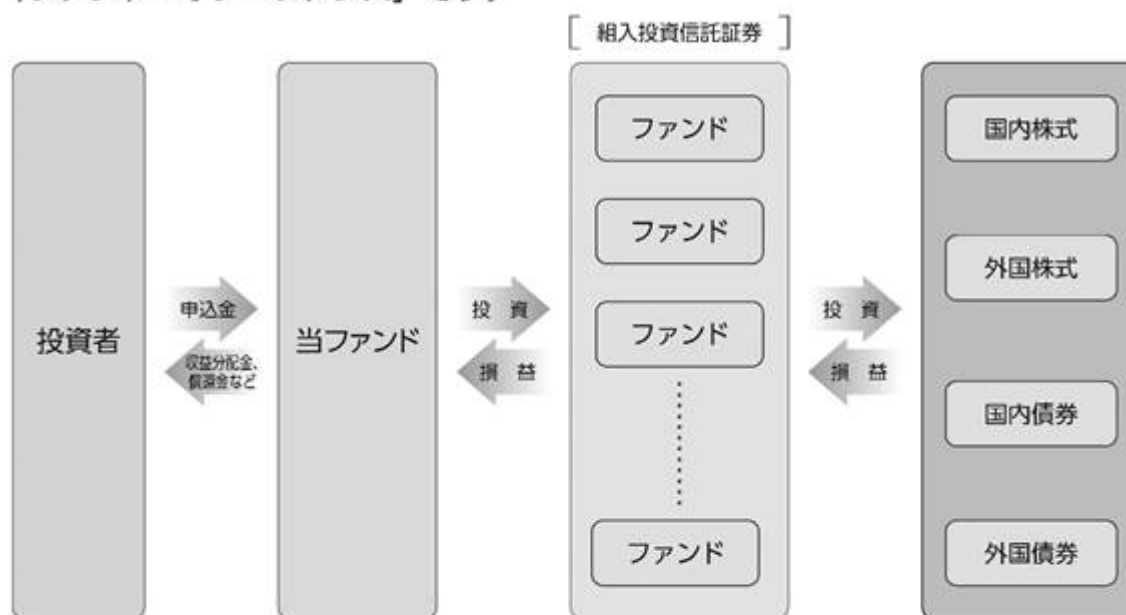 [ 組入投資信託証券 ]
投資者
申込金
収益分配金、
償還金など
当ファンド
投 資
損 益
ファンド
ファンド
ファンド
ファンド
投 資
損 益
国内株式
外国株式
国内債券
外国債券